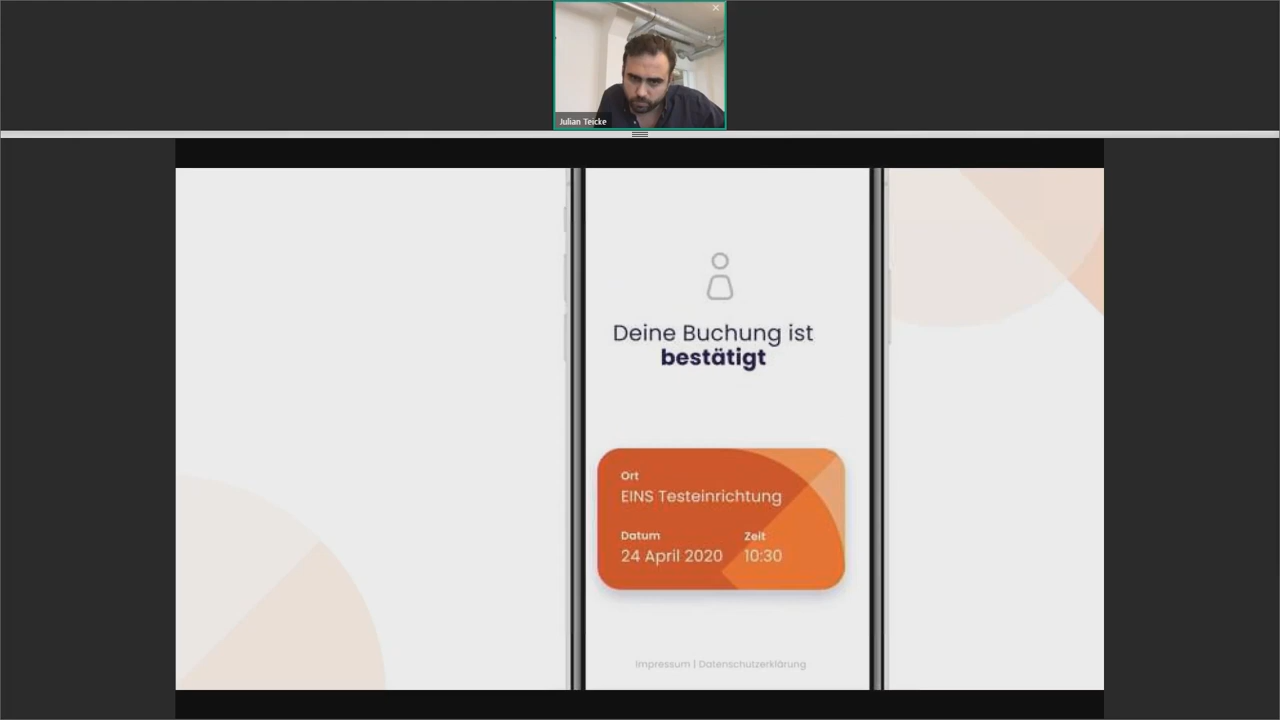 Julian Teicke
Deine Buchung ist
bestätigt
Ort
EINS Testeinrichtung
Datum
Zeit
24 April 2020
10:30
Impressum | Datenschutzerklärung